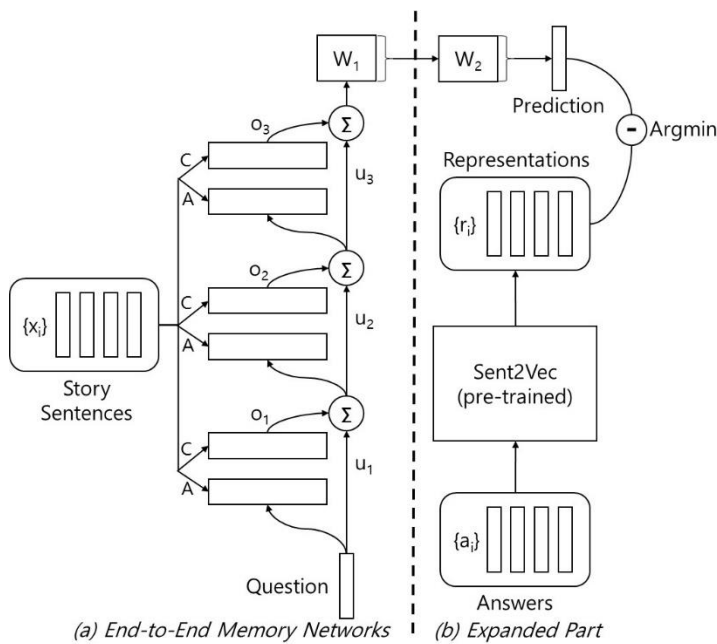 W₁
W₂
Prediction
Argmin
-
Σ
o₃
C
A
u₃
Representations
{rᵢ}
Σ
o₂
C
A
u₂
{xᵢ}
Story
Sentences
Sent2Vec
(pre-trained)
Σ
o₁
C
A
u₁
{aᵢ}
Question
Answers
(a) End-to-End Memory Networks
(b) Expanded Part